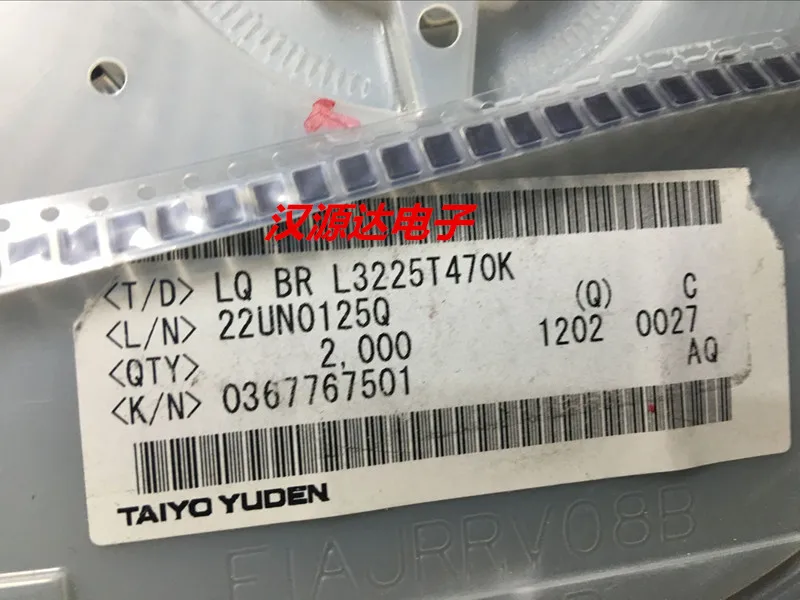 汉源达电子
<T/D> LQ BR L3225T470K
<L/N> 22UN0125Q (Q) C
<QTY> 2,000 1202 0027
<K/N> 0367767501 AQ
TAIYO YUDEN
EIAJRRV08B